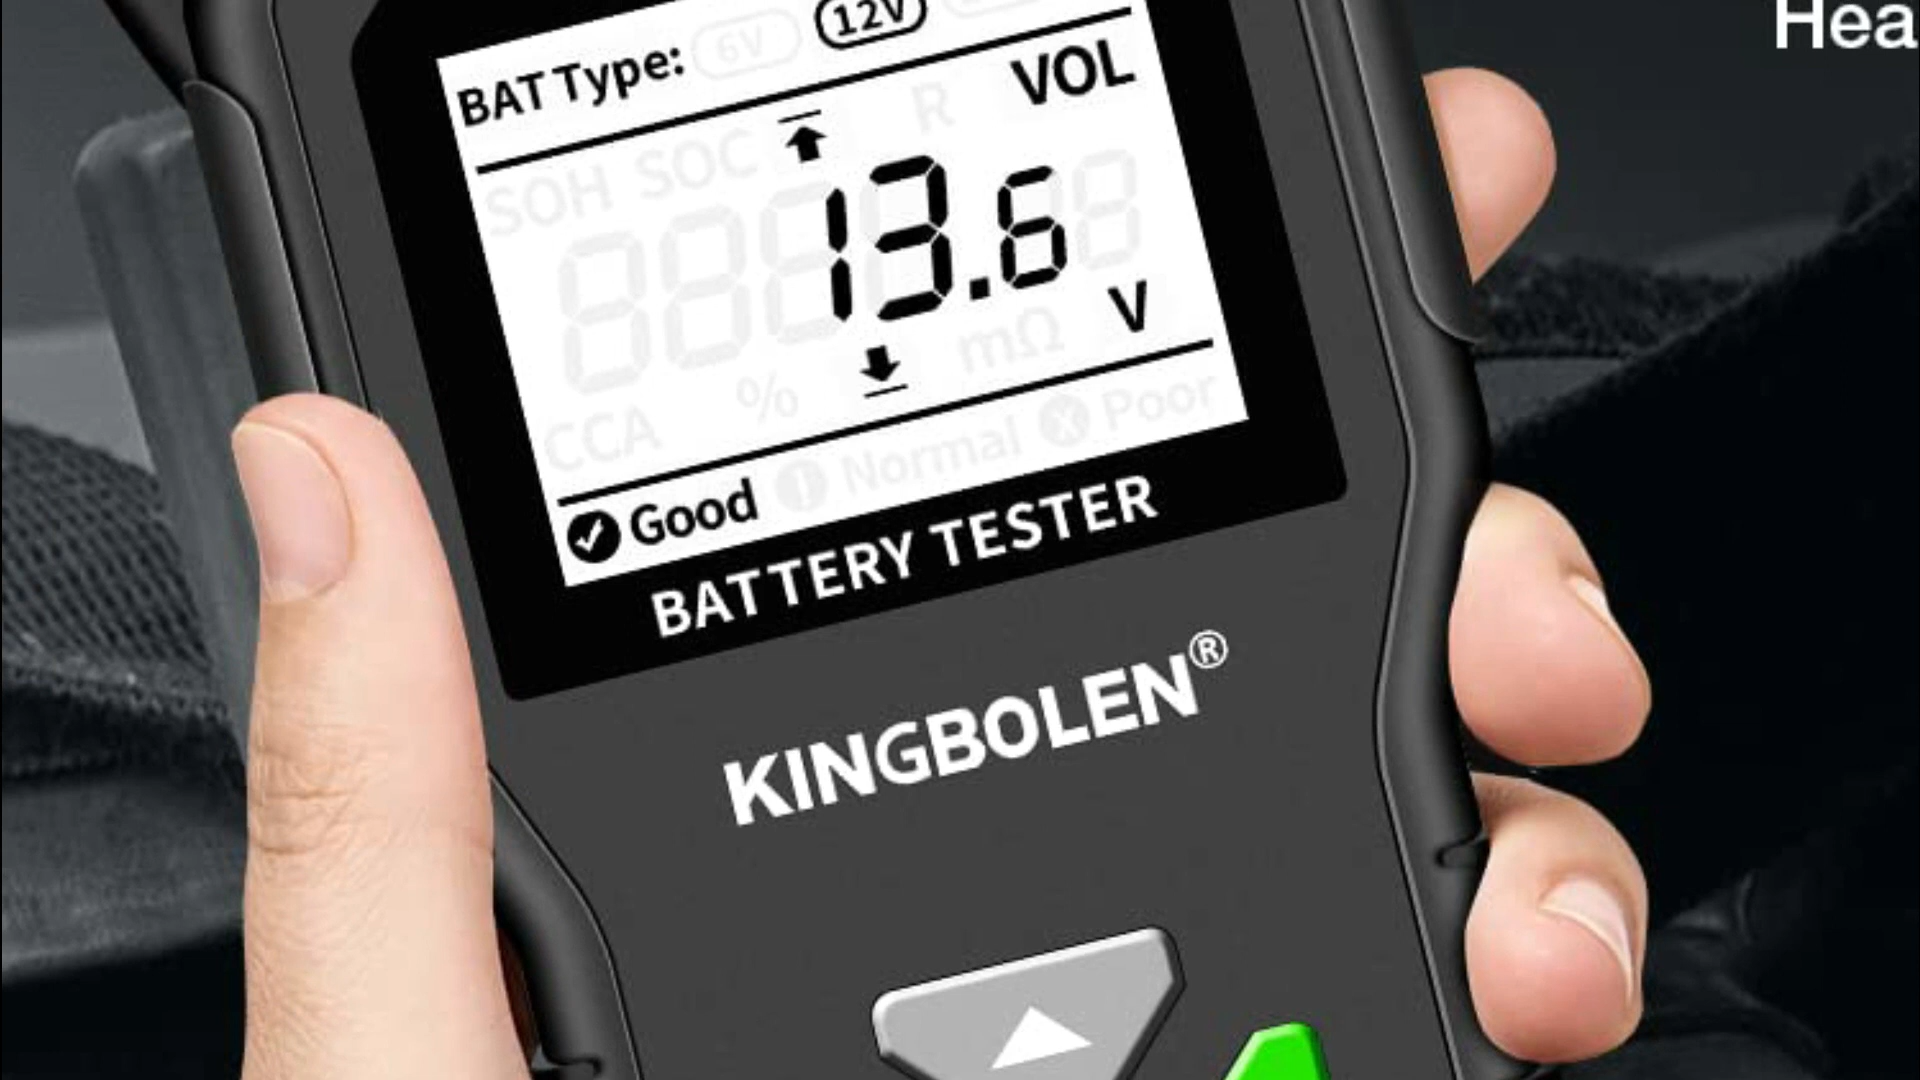 Hea
BAT Type: 6V 12V
VOL
R
SOH SOC
13.6
V
mΩ
%
CCA
Good Normal Poor
BATTERY TESTER
KINGBOLEN®